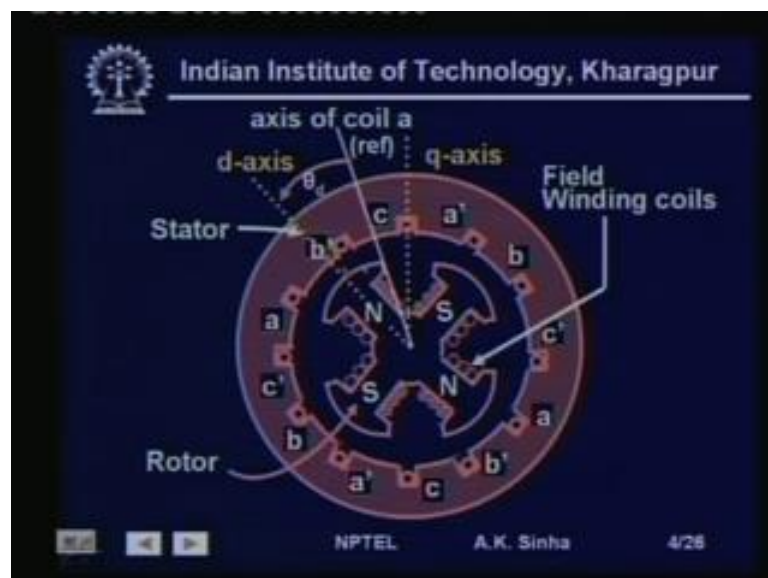 Indian Institute of Technology, Kharagpur
axis of coil a
(ref)
d-axis
q-axis
θd
Field
Winding coils
Stator
c
a'
b'
b
N
S
a
c'
c'
S
N
a
b
b'
Rotor
a'
c
NPTEL A.K. Sinha 4/26